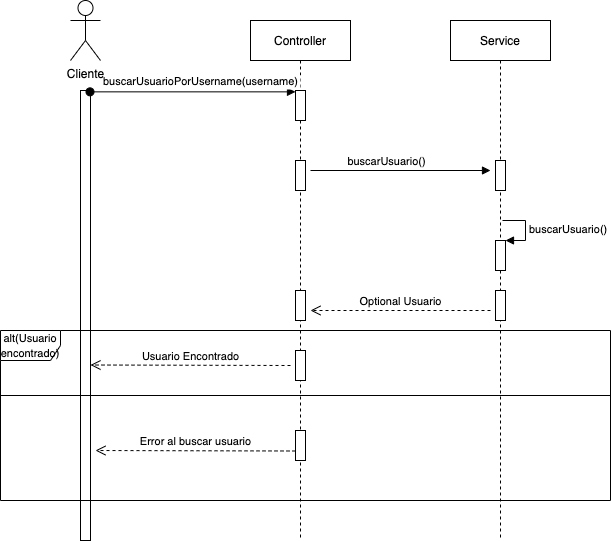 Controller
Service
Cliente
buscarUsuarioPorUsername(username)
buscarUsuario()
buscarUsuario()
Optional Usuario
alt(Usuario
encontrado)
Usuario Encontrado
Error al buscar usuario